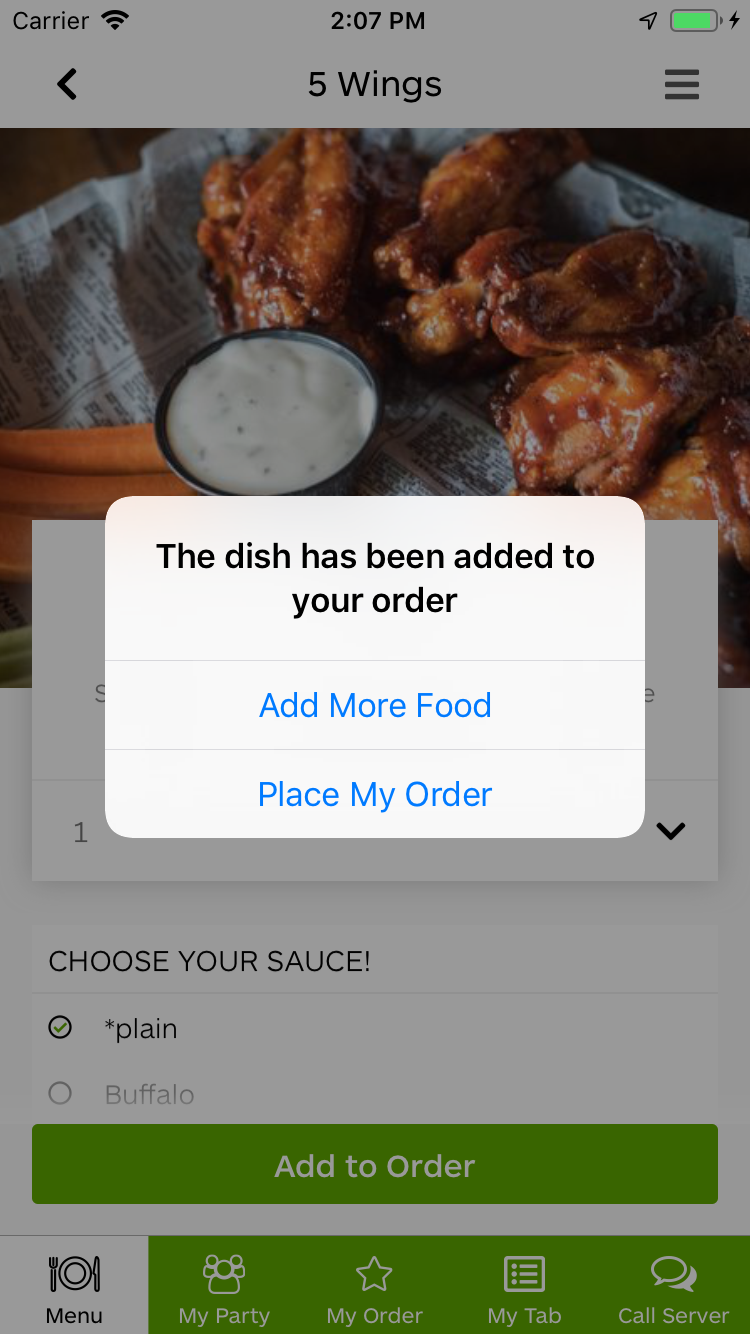 Carrier 2:07 PM
5 Wings
The dish has been added to
your order
Add More Food
Place My Order
1
CHOOSE YOUR SAUCE!
*plain
Buffalo
Add to Order
Menu My Party My Order My Tab Call Server